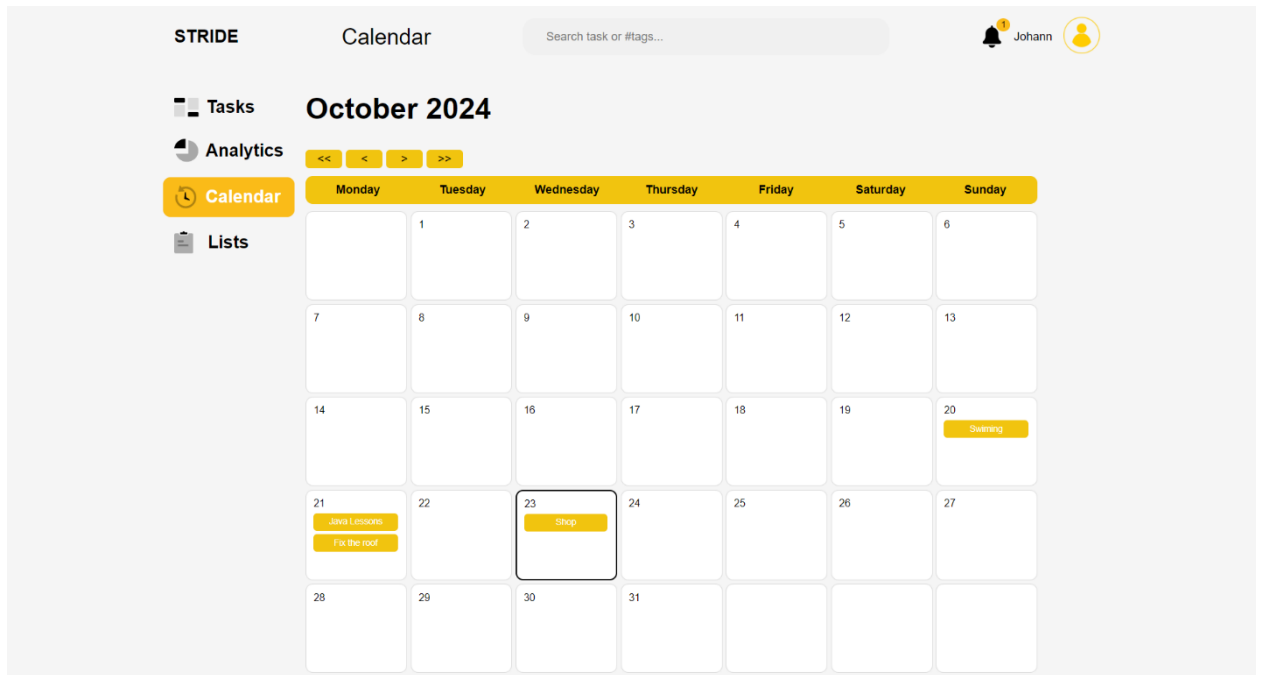 STRIDE
Calendar
Search task or #tags...
1
Johann
Tasks
Analytics
Calendar
Lists
October 2024
<< < > >>
Monday Tuesday Wednesday Thursday Friday Saturday Sunday
1 2 3 4 5 6
7 8 9 10 11 12 13
14 15 16 17 18 19 20
Swiming
21 22 23 24 25 26 27
Java Lessons Shop
Fix the roof
28 29 30 31